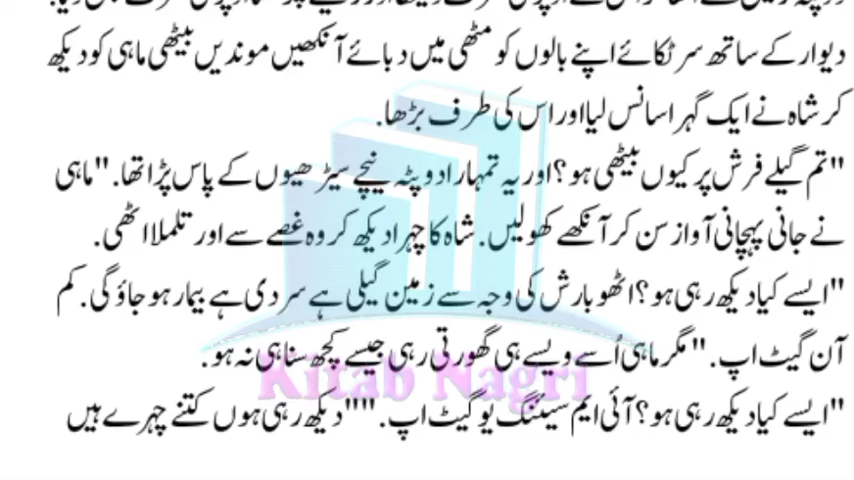 دیوار کے ساتھ سر ٹکائے اپنے بالوں کو مٹھی میں دبائے آنکھیں موندیں بیٹھی ماہی کو دیکھ
کر شاہ نے ایک گہرا سانس لیا اور اس کی طرف بڑھا.
"تم گیلے فرش پر کیوں بیٹھی ہو؟ اور یہ تمہارا دوپٹہ نیچے سیڑھیوں کے پاس پڑا تھا." ماہی
نے جانی پہچانی آواز سن کر آنکھے کھولیں. شاہ کا چہرا دیکھ کر وہ غصے سے اور تلملا اٹھی.
"ایسے کیا دیکھ رہی ہو؟ اٹھو بارش کی وجہ سے زمین گیلی ہے سردی ہے بیمار ہو جاؤ گی. کم
آن گیٹ اپ." مگر ماہی اُسے ویسے ہی گھورتی رہی جیسے کچھ سنا ہی نہ ہو.
"ایسے کیا دیکھ رہی ہو؟ آئی ایم سیئنگ یو گیٹ اپ." "" دیکھ رہی ہوں کتنے چہرے ہیں
Kitab Nagri